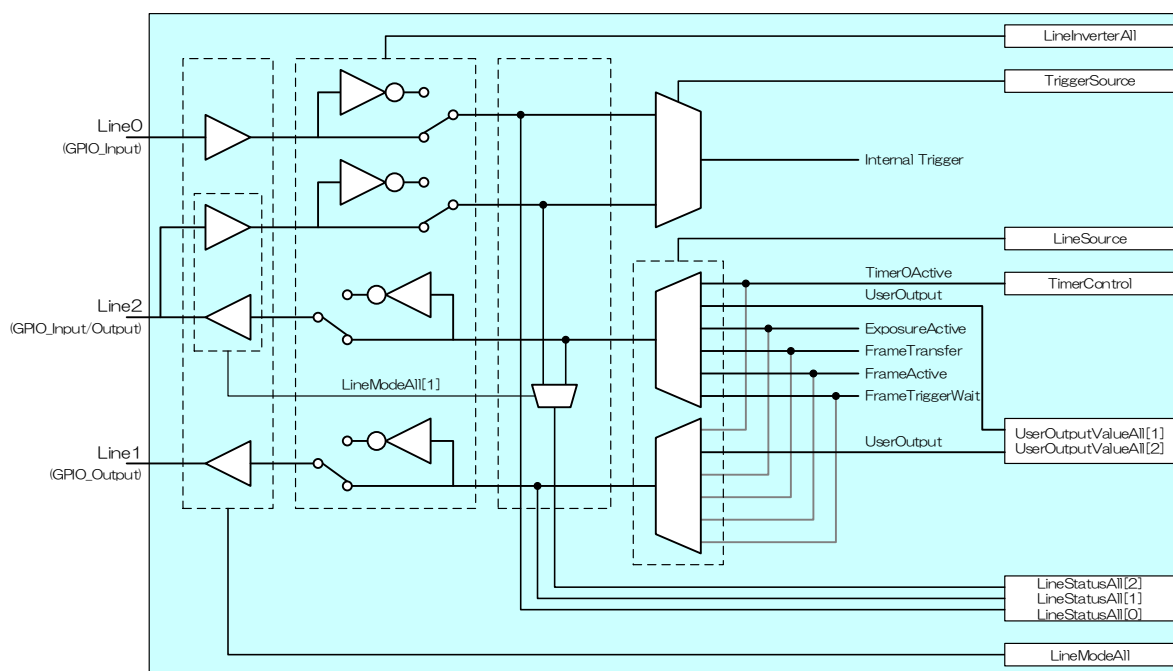 LineInverterAll
TriggerSource
Line0
(GPIO_Input)
Internal Trigger
LineSource
Timer0Active
TimerControl
UserOutput
Line2
(GPIO_Input/Output)
ExposureActive
FrameTransfer
FrameActive
LineModeAll[1]
FrameTriggerWait
UserOutputValueAll[1]
UserOutput
UserOutputValueAll[2]
Line1
(GPIO_Output)
LineStatusAll[2]
LineStatusAll[1]
LineStatusAll[0]
LineModeAll